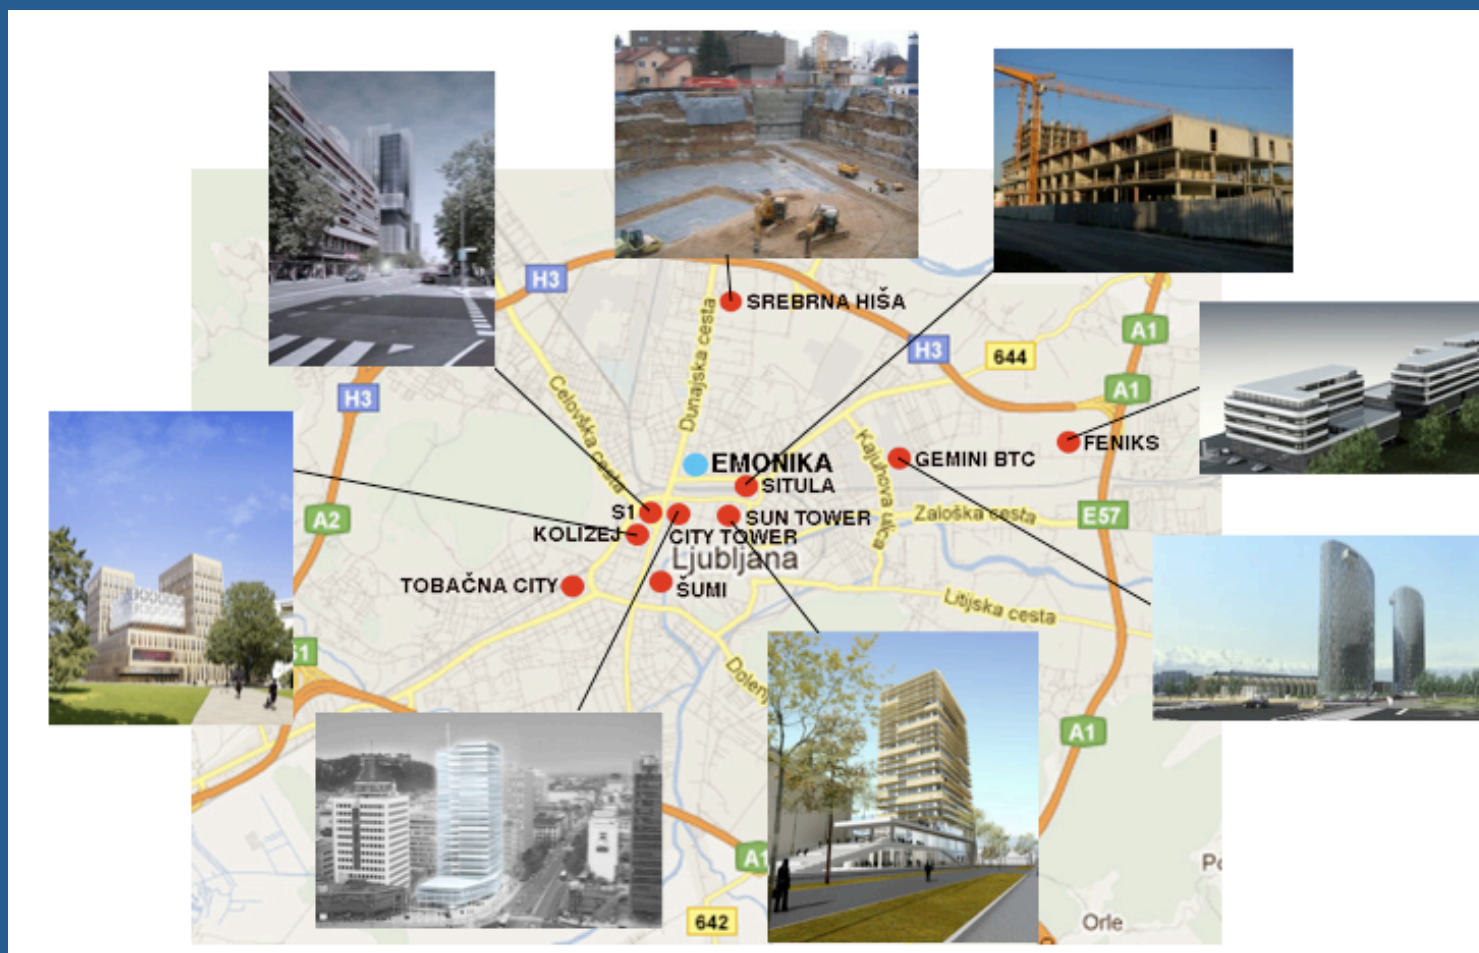 H3
SREBRNA HIŠA
Dunajska cesta
A1
H3
644
A1
H3
Celovška cesta
FENIKS
Kajuhova ulica
GEMINI BTC
EMONIKA
SITULA
A2
S1
SUN TOWER
Zaloška cesta
E57
KOLIZEJ
CITY TOWER
Ljubljana
TOBAČNA CITY
ŠUMI
Litijska cesta
Dolenj
A1
A1
642
Orle